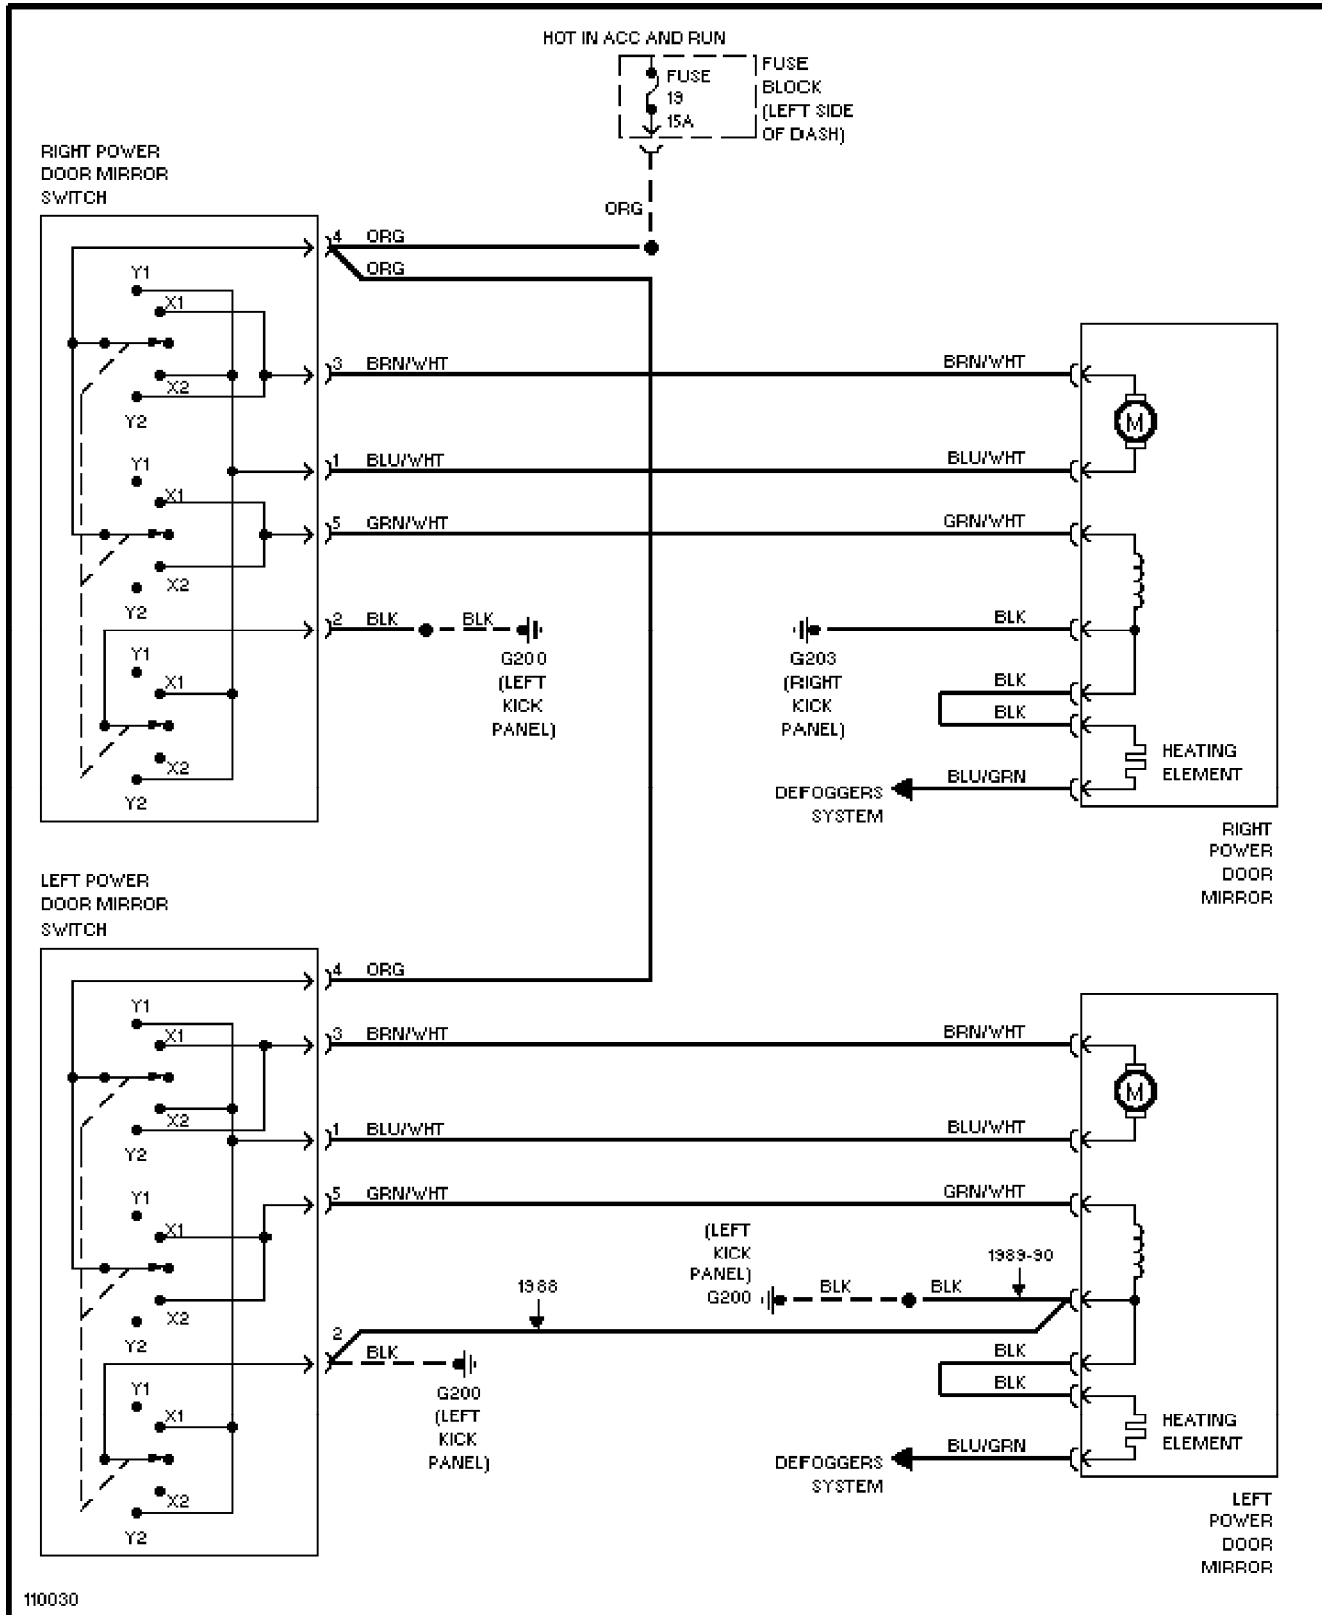 HOT IN ACC AND RUN
FUSE
19
15A
FUSE
BLOCK
(LEFT SIDE
OF DASH)
ORG
RIGHT POWER
DOOR MIRROR
SWITCH
4 ORG
ORG
Y1
X1
X2
Y2
3 BRN/WHT
BRN/WHT
M
Y1
X1
X2
Y2
1 BLU/WHT
BLU/WHT
5 GRN/WHT
GRN/WHT
2 BLK
BLK
G200
(LEFT
KICK
PANEL)
G203
(RIGHT
KICK
PANEL)
BLK
BLK
BLK
Y1
X1
X2
Y2
HEATING
ELEMENT
BLU/GRN
DEFOGGERS
SYSTEM
RIGHT
POWER
DOOR
MIRROR
LEFT POWER
DOOR MIRROR
SWITCH
4 ORG
Y1
X1
X2
Y2
3 BRN/WHT
BRN/WHT
M
1 BLU/WHT
BLU/WHT
Y1
X1
X2
Y2
5 GRN/WHT
GRN/WHT
(LEFT
KICK
PANEL)
G200
BLK
BLK
1989-90
1988
2
BLK
G200
(LEFT
KICK
PANEL)
BLK
BLK
Y1
X1
X2
Y2
HEATING
ELEMENT
BLU/GRN
DEFOGGERS
SYSTEM
LEFT
POWER
DOOR
MIRROR
110030